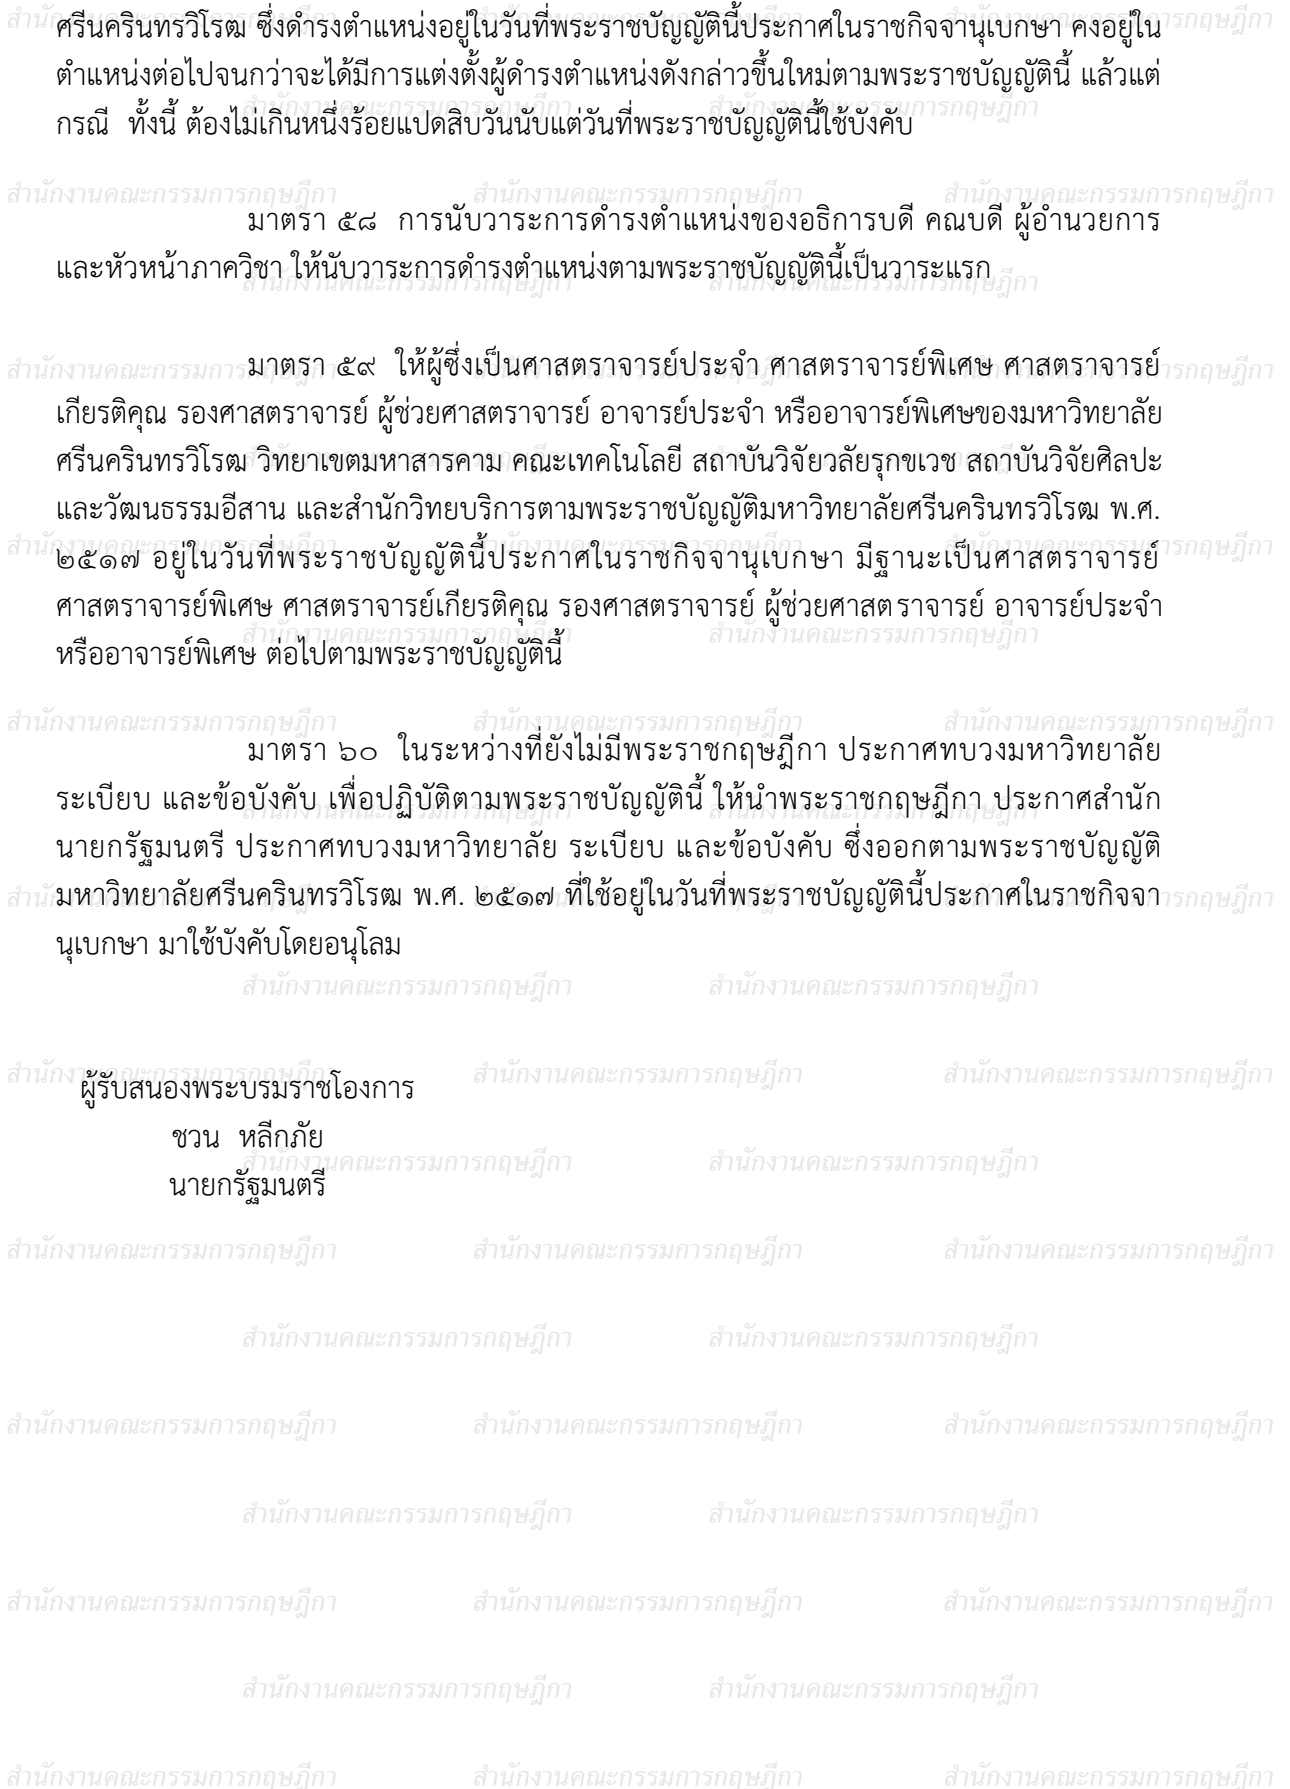 ศรีนครินทรวิโรฒ ซึ่งดำรงตำแหน่งอยู่ในวันที่พระราชบัญญัตินี้ประกาศในราชกิจจานุเบกษา คงอยู่ใน
ตำแหน่งต่อไปจนกว่าจะได้มีการแต่งตั้งผู้ดำรงตำแหน่งดังกล่าวขึ้นใหม่ตามพระราชบัญญัตินี้ แล้วแต่
กรณี  ทั้งนี้ ต้องไม่เกินหนึ่งร้อยแปดสิบวันนับแต่วันที่พระราชบัญญัตินี้ใช้บังคับ
มาตรา ๕๘  การนับวาระการดำรงตำแหน่งของอธิการบดี คณบดี ผู้อำนวยการ
และหัวหน้าภาควิชา ให้นับวาระการดำรงตำแหน่งตามพระราชบัญญัตินี้เป็นวาระแรก
มาตรา ๕๙  ให้ผู้ซึ่งเป็นศาสตราจารย์ประจำ ศาสตราจารย์พิเศษ ศาสตราจารย์
เกียรติคุณ รองศาสตราจารย์ ผู้ช่วยศาสตราจารย์ อาจารย์ประจำ หรืออาจารย์พิเศษของมหาวิทยาลัย
ศรีนครินทรวิโรฒ วิทยาเขตมหาสารคาม คณะเทคโนโลยี สถาบันวิจัยวลัยรุกขเวช สถาบันวิจัยศิลปะ
และวัฒนธรรมอีสาน และสำนักวิทยบริการตามพระราชบัญญัติมหาวิทยาลัยศรีนครินทรวิโรฒ พ.ศ.
๒๕๑๗ อยู่ในวันที่พระราชบัญญัตินี้ประกาศในราชกิจจานุเบกษา มีฐานะเป็นศาสตราจารย์
ศาสตราจารย์พิเศษ ศาสตราจารย์เกียรติคุณ รองศาสตราจารย์ ผู้ช่วยศาสตราจารย์ อาจารย์ประจำ
หรืออาจารย์พิเศษ ต่อไปตามพระราชบัญญัตินี้
มาตรา ๖๐  ในระหว่างที่ยังไม่มีพระราชกฤษฎีกา ประกาศทบวงมหาวิทยาลัย
ระเบียบ และข้อบังคับ เพื่อปฏิบัติตามพระราชบัญญัตินี้ ให้นำพระราชกฤษฎีกา ประกาศสำนัก
นายกรัฐมนตรี ประกาศทบวงมหาวิทยาลัย ระเบียบ และข้อบังคับ ซึ่งออกตามพระราชบัญญัติ
มหาวิทยาลัยศรีนครินทรวิโรฒ พ.ศ. ๒๕๑๗ ที่ใช้อยู่ในวันที่พระราชบัญญัตินี้ประกาศในราชกิจจา
นุเบกษา มาใช้บังคับโดยอนุโลม
ผู้รับสนองพระบรมราชโองการ
ชวน  หลีกภัย
นายกรัฐมนตรี